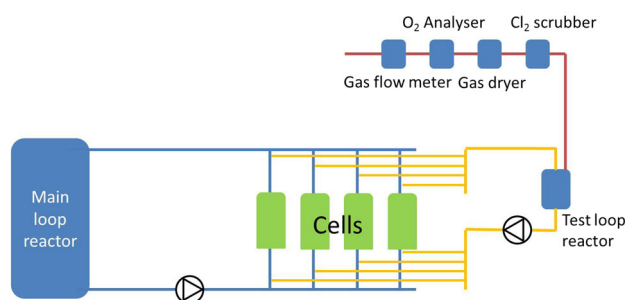 O₂ Analyser
Cl₂ scrubber
Gas flow meter
Gas dryer
Main
loop
reactor
Cells
Test loop
reactor